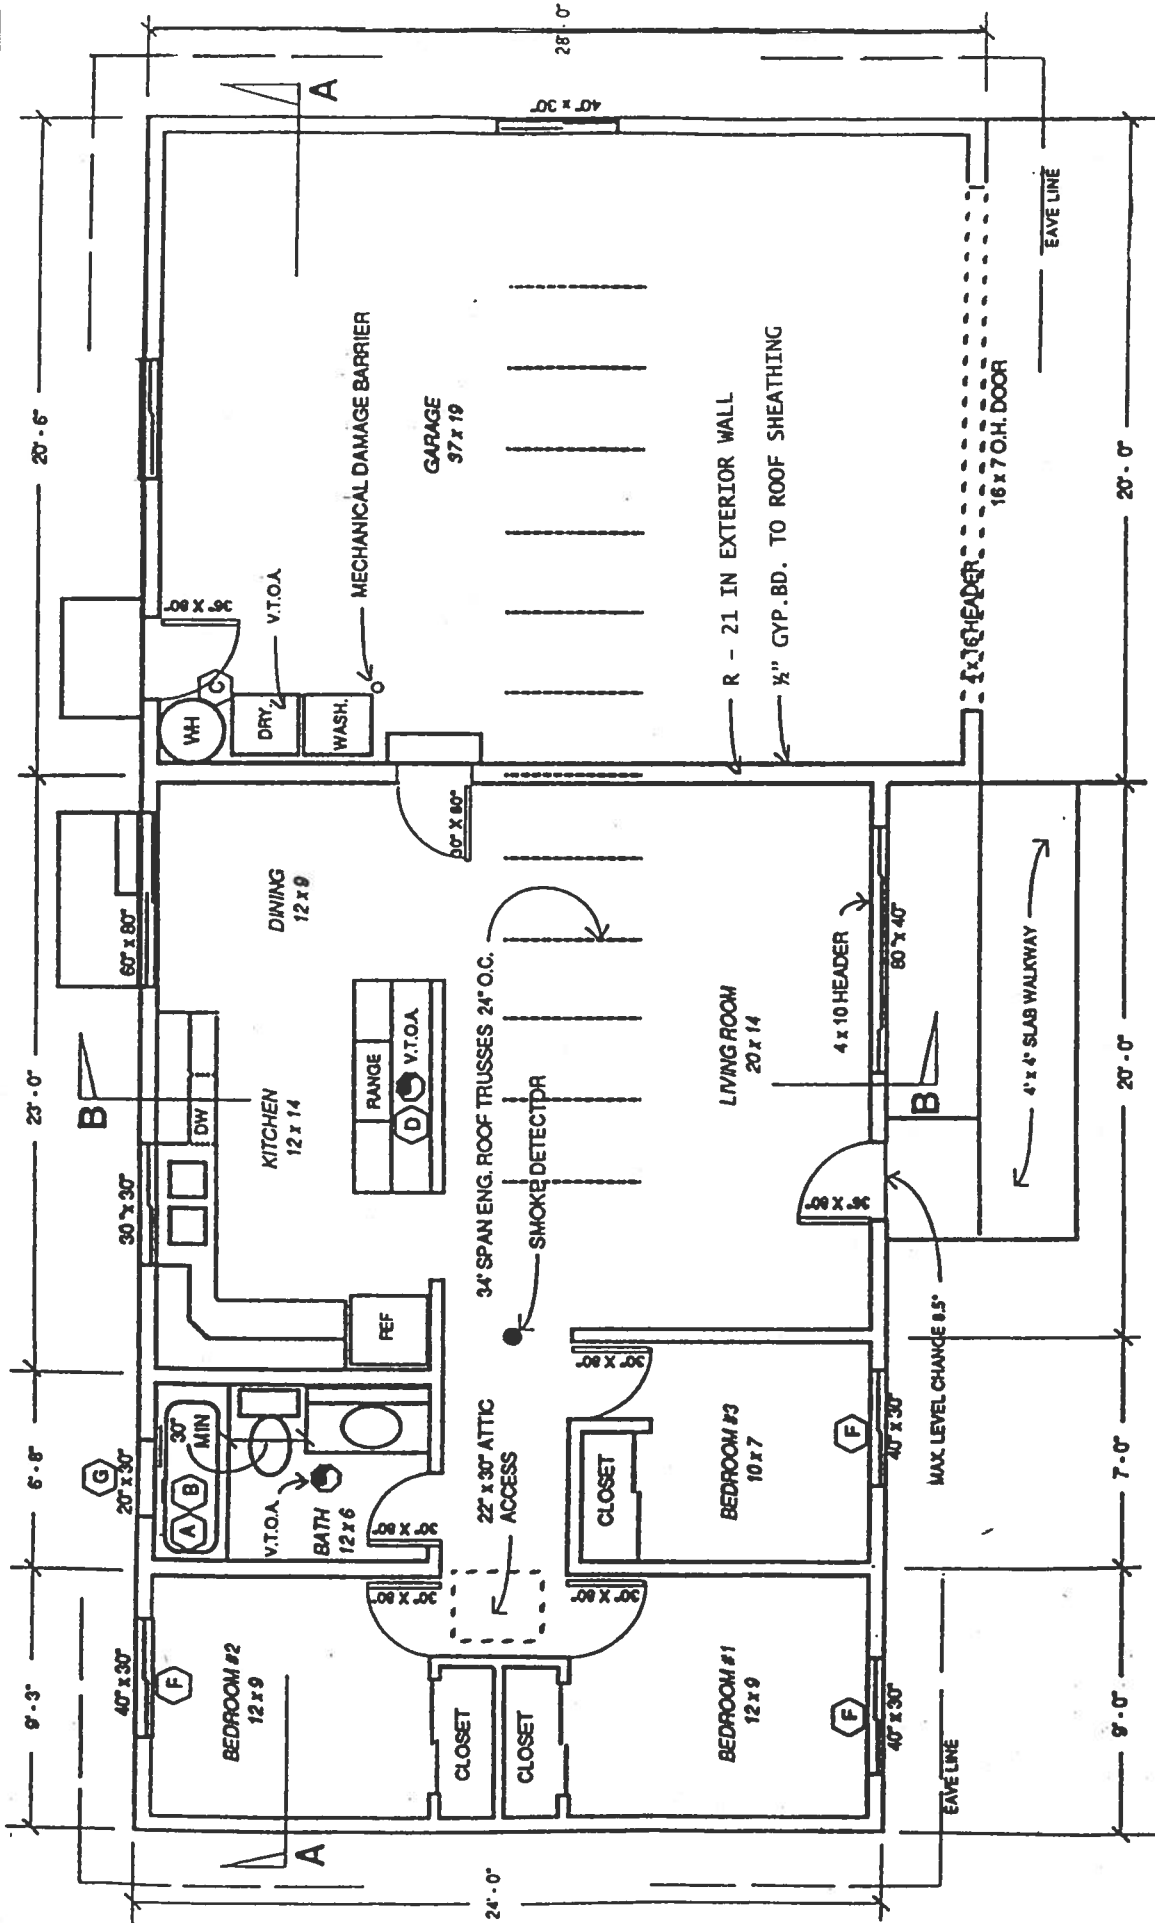 9' - 3"
6' - 8"
23' - 0"
20' - 6"
24' - 0"
28' - 0"
40" x 30"
G
20" x 30"
30" x 30"
60" x 80"
B
A
F
BEDROOM #2
12 x 9
A
B
30"
MIN
V.T.O.A.
BATH
12 x 6
30" X 80"
30" X 80"
REF
DW
KITCHEN
12 x 14
RANGE
D
V.T.O.A.
DINING
12 x 9
WH
C
36" X 80"
DRY.
V.T.O.A.
WASH.
MECHANICAL DAMAGE BARRIER
GARAGE
37 x 19
40" x 30"
A
CLOSET
CLOSET
22" x 30" ATTIC
ACCESS
34' SPAN ENG. ROOF TRUSSES 24" O.C.
SMOKE DETECTOR
30" X 80"
30" X 80"
CLOSET
BEDROOM #1
12 x 9
F
BEDROOM #3
10 x 7
F
LIVING ROOM
20 x 14
36" X 80"
4 x 10 HEADER
R - 21 IN EXTERIOR WALL
½" GYP.BD. TO ROOF SHEATHING
4 x 16 HEADER
16 x 7 O.H. DOOR
40" x 30"
40" x 30"
80" x 40"
B
EAVE LINE
MAX. LEVEL CHANGE 8.5"
4' x 4' SLAB WALKWAY
EAVE LINE
9' - 0"
7' - 0"
20' - 0"
20' - 0"